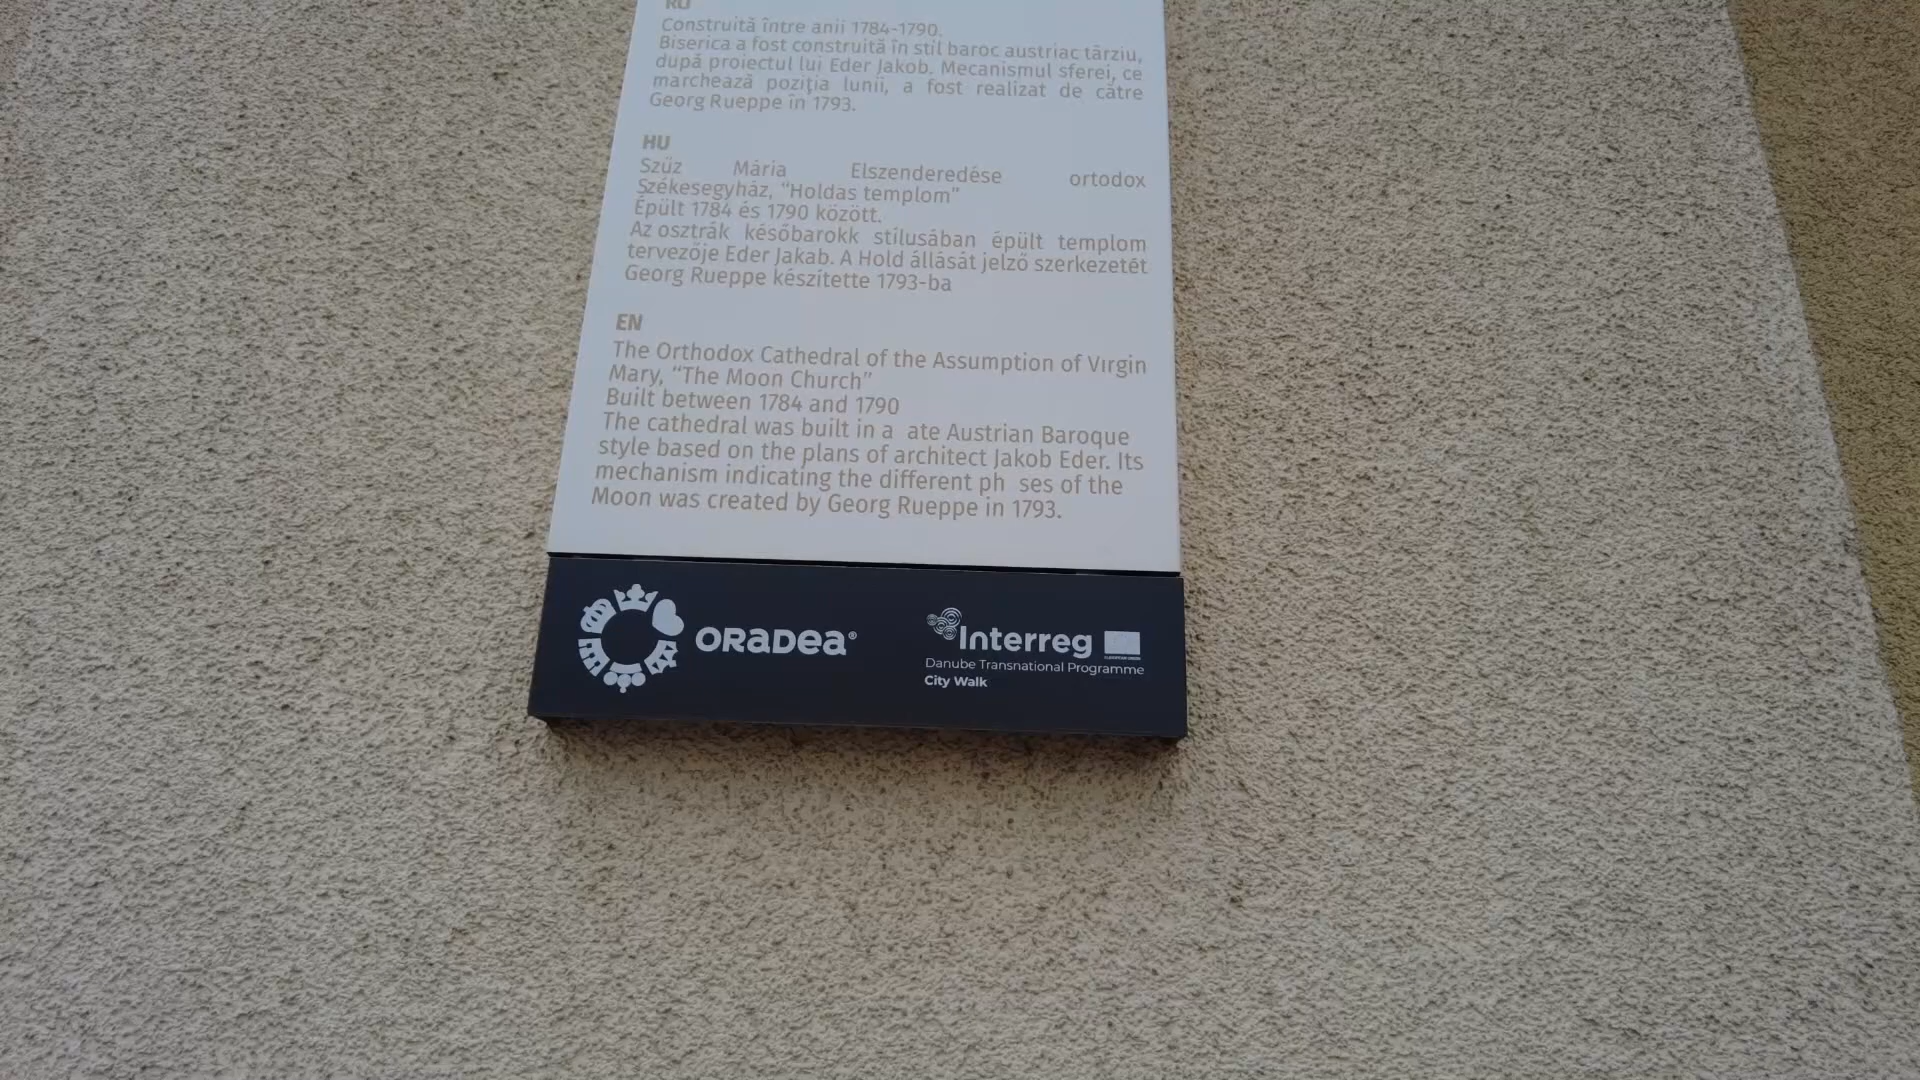 RO
Construită între anii 1784-1790.
Biserica a fost construită în stil baroc austriac târziu,
după proiectul lui Eder Jakob. Mecanismul sferei, ce
marchează poziția lunii, a fost realizat de către
Georg Rueppe în 1793.
HU
Szűz Mária Elszenderedése ortodox
Székesegyház, "Holdas templom"
Épült 1784 és 1790 között.
Az osztrák későbarokk stílusában épült templom
tervezője Eder Jakab. A Hold állását jelző szerkezetét
Georg Rueppe készítette 1793-ba
EN
The Orthodox Cathedral of the Assumption of Virgin
Mary, “The Moon Church”
Built between 1784 and 1790
The cathedral was built in a ate Austrian Baroque
style based on the plans of architect Jakob Eder. Its
mechanism indicating the different ph ses of the
Moon was created by Georg Rueppe in 1793.
ORADEA®
Interreg
Danube Transnational Programme
City Walk